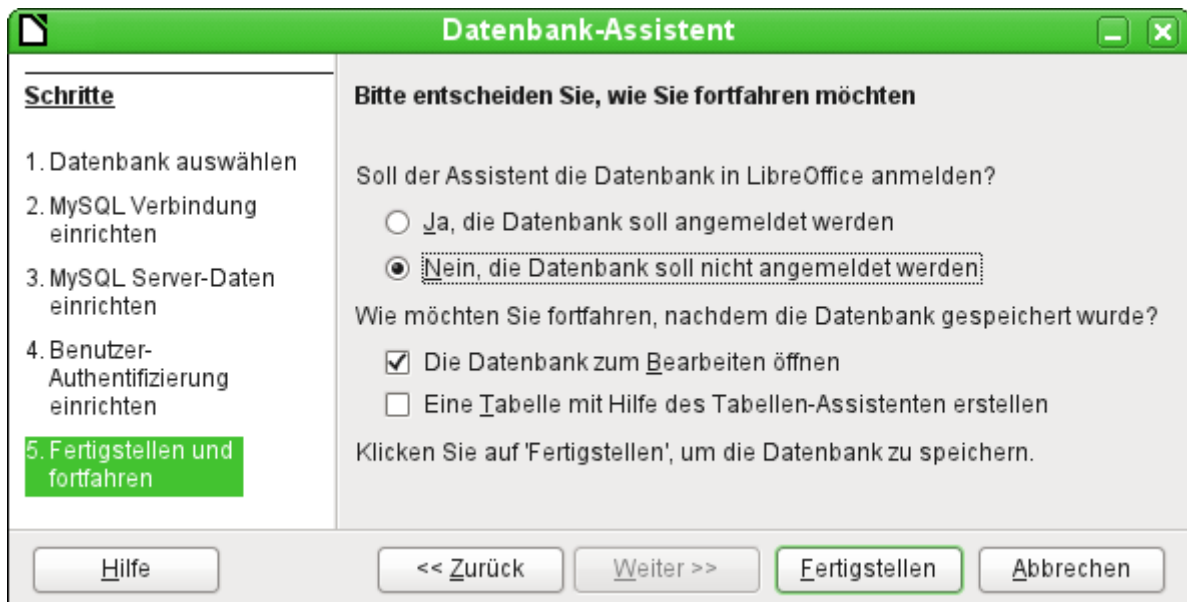 Datenbank-Assistent
Schritte
1. Datenbank auswählen
2. MySQL Verbindung
einrichten
3. MySQL Server-Daten
einrichten
4. Benutzer-
Authentifizierung
einrichten
5. Fertigstellen und
fortfahren
Bitte entscheiden Sie, wie Sie fortfahren möchten
Soll der Assistent die Datenbank in LibreOffice anmelden?
Ja, die Datenbank soll angemeldet werden
Nein, die Datenbank soll nicht angemeldet werden
Wie möchten Sie fortfahren, nachdem die Datenbank gespeichert wurde?
Die Datenbank zum Bearbeiten öffnen
Eine Tabelle mit Hilfe des Tabellen-Assistenten erstellen
Klicken Sie auf 'Fertigstellen', um die Datenbank zu speichern.
Hilfe
<< Zurück
Weiter >>
Fertigstellen
Abbrechen